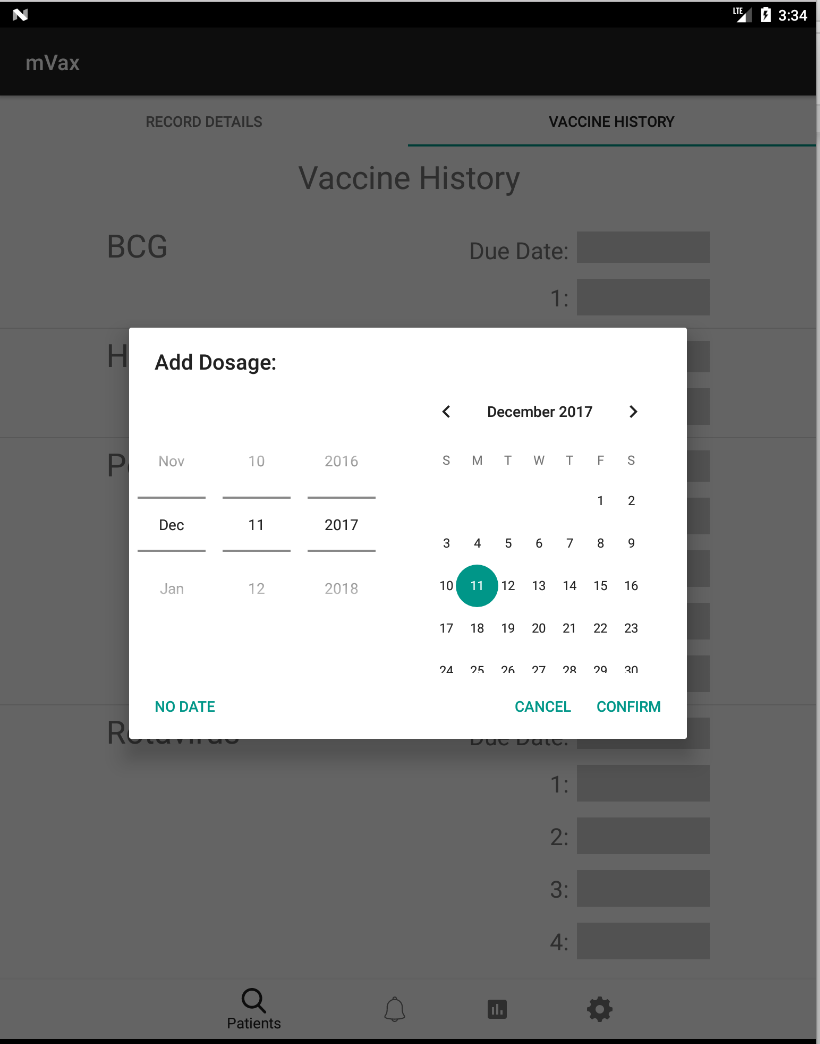 LTE 3:34
mVax
RECORD DETAILS VACCINE HISTORY
Vaccine History
BCG Due Date:
1:
Add Dosage:
December 2017
Nov 10 2016 S M T W T F S
1 2
Dec 11 2017
3 4 5 6 7 8 9
Jan 12 2018 10 11 12 13 14 15 16
17 18 19 20 21 22 23
24 25 26 27 28 29 30
NO DATE CANCEL CONFIRM
Rotavirus Due Date:
1:
2:
3:
4:
Patients